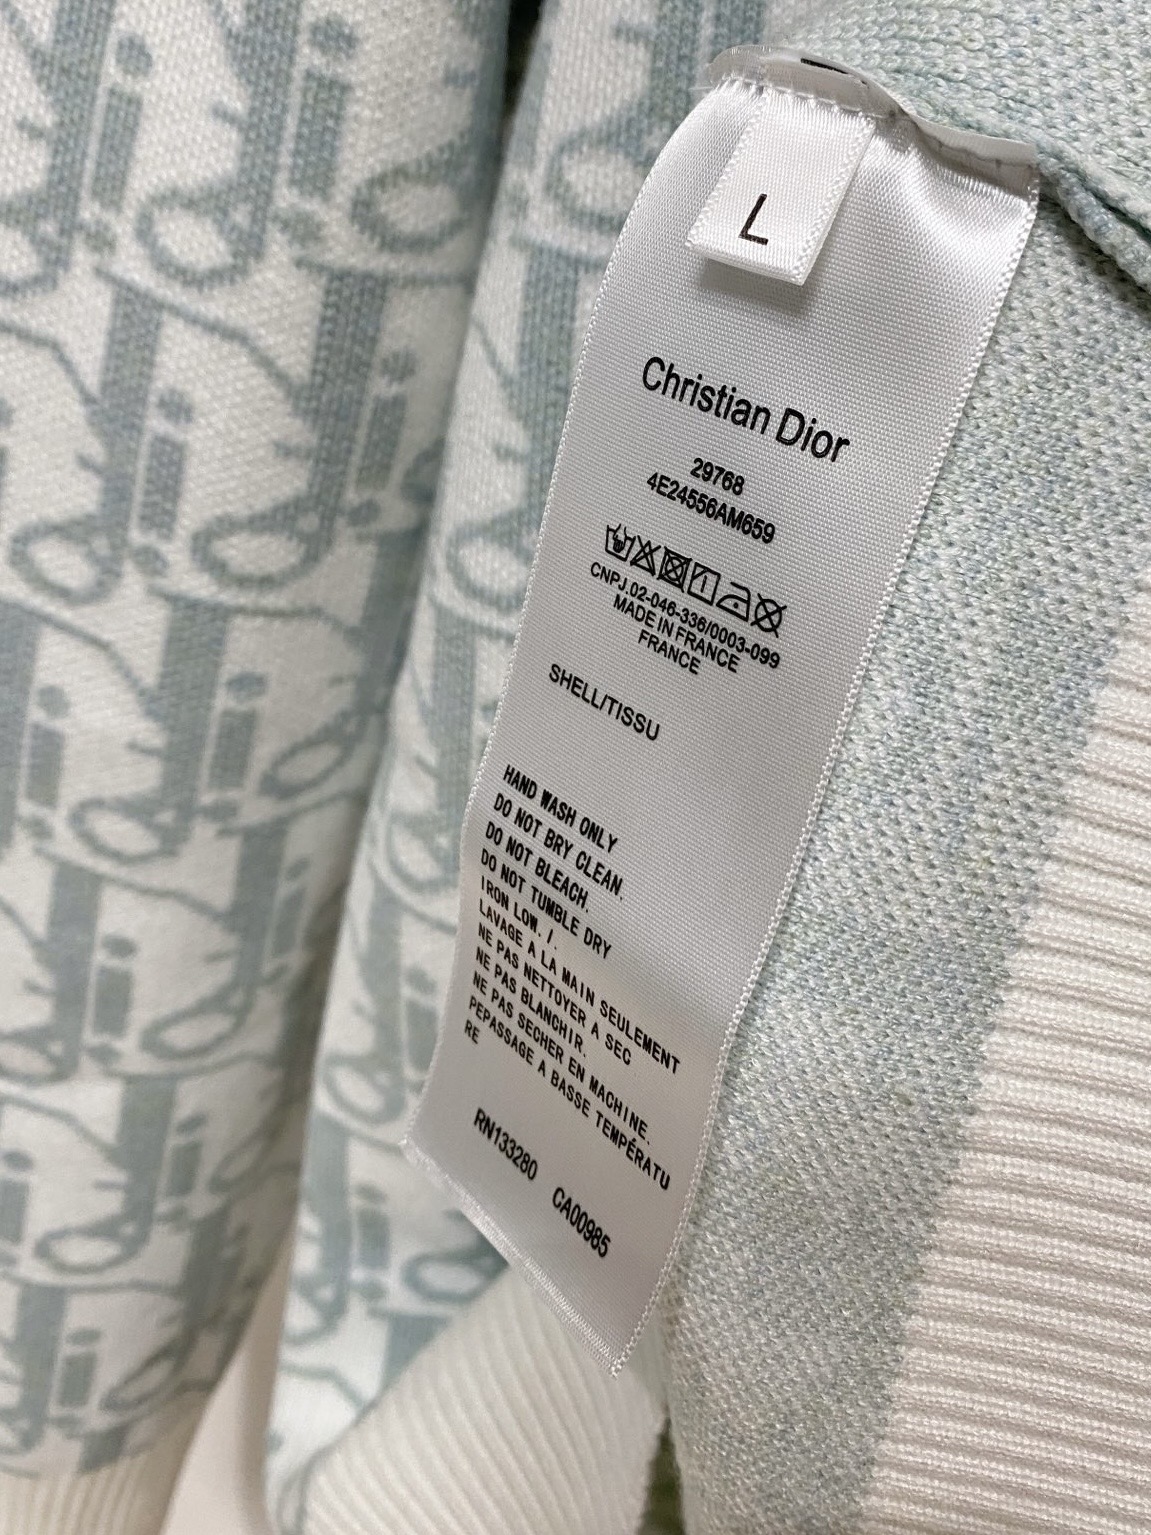 L
Christian Dior
29768
4E24556AM659
CNPJ.02-046-336/0003-099
MADE IN FRANCE
FRANCE
SHELL/TISSU
HAND WASH ONLY
DO NOT BRY CLEAN.
DO NOT BLEACH.
DO NOT TUMBLE DRY
IRON LOW. /.
LAVAGE A LA MAIN SEULEMENT
NE PAS NETTOYER A SEC
NE PAS BLANCHIR.
NE PAS SECHER EN MACHINE.
PEPASSAGE A BASSE TEMPÉRATU
RE
RN133280 CA00985